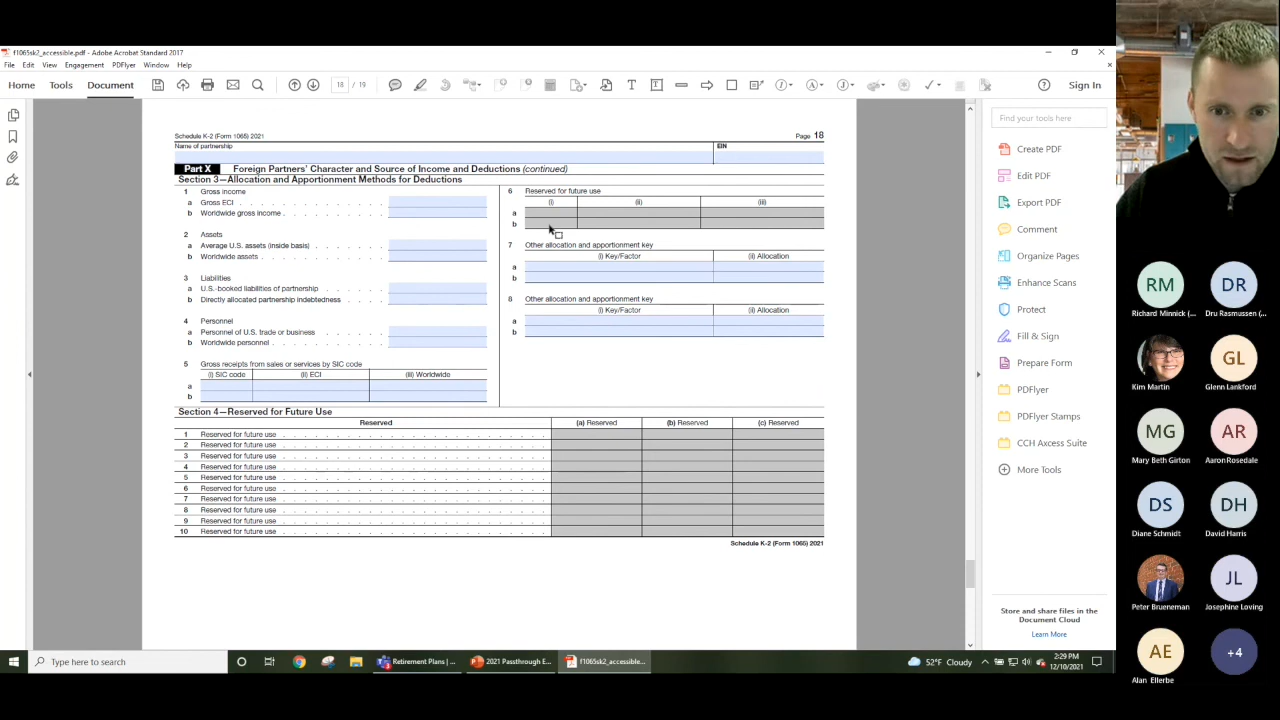 f1065sk2_accessible.pdf - Adobe Acrobat Standard 2017
File Edit View Engagement PDFlyer Window Help
Home Tools Document 18 / 19 Sign In
Schedule K-2 (Form 1065) 2021 Page 18
Name of partnership EIN
Part X Foreign Partners' Character and Source of Income and Deductions (continued)
Section 3—Allocation and Apportionment Methods for Deductions
1 Gross income
a Gross ECI
b Worldwide gross income
2 Assets
a Average U.S. assets (inside basis)
b Worldwide assets
3 Liabilities
a U.S.-booked liabilities of partnership
b Directly allocated partnership indebtedness
4 Personnel
a Personnel of U.S. trade or business
b Worldwide personnel
5 Gross receipts from sales or services by SIC code
(i) SIC code (ii) ECI (iii) Worldwide
a
b
6 Reserved for future use
(i) (ii) (iii)
a
b
7 Other allocation and apportionment key
(i) Key/Factor (ii) Allocation
a
b
8 Other allocation and apportionment key
(i) Key/Factor (ii) Allocation
a
b
Section 4—Reserved for Future Use
Reserved (a) Reserved (b) Reserved (c) Reserved
1 Reserved for future use
2 Reserved for future use
3 Reserved for future use
4 Reserved for future use
5 Reserved for future use
6 Reserved for future use
7 Reserved for future use
8 Reserved for future use
9 Reserved for future use
10 Reserved for future use
Schedule K-2 (Form 1065) 2021
Find your tools here
Create PDF
Edit PDF
Export PDF
Comment
Organize Pages
Enhance Scans
Protect
Fill & Sign
Prepare Form
PDFlyer
PDFlyer Stamps
CCH Axcess Suite
More Tools
Store and share files in the
Document Cloud
Learn More
RM DR
Richard Minnick (... Dru Rasmussen (...
GL
Kim Martin Glenn Lankford
MG AR
Mary Beth Girton Aaron Rosedale
DS DH
Diane Schmidt David Harris
JL
Peter Brueneman Josephine Loving
AE +4
Alan Ellerbe
Type here to search Retirement Plans | ... 2021 Passthrough E... f1065sk2_accessible... 52°F Cloudy 2:29 PM
12/10/2021